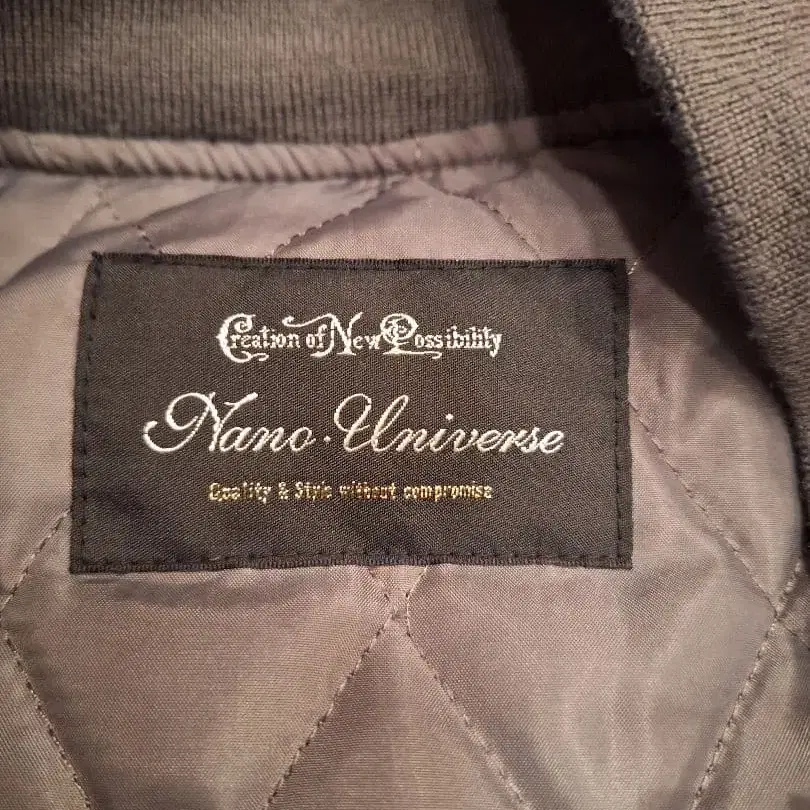 Creation of New Possibility
Nano·Universe
Quality & Style without compromise